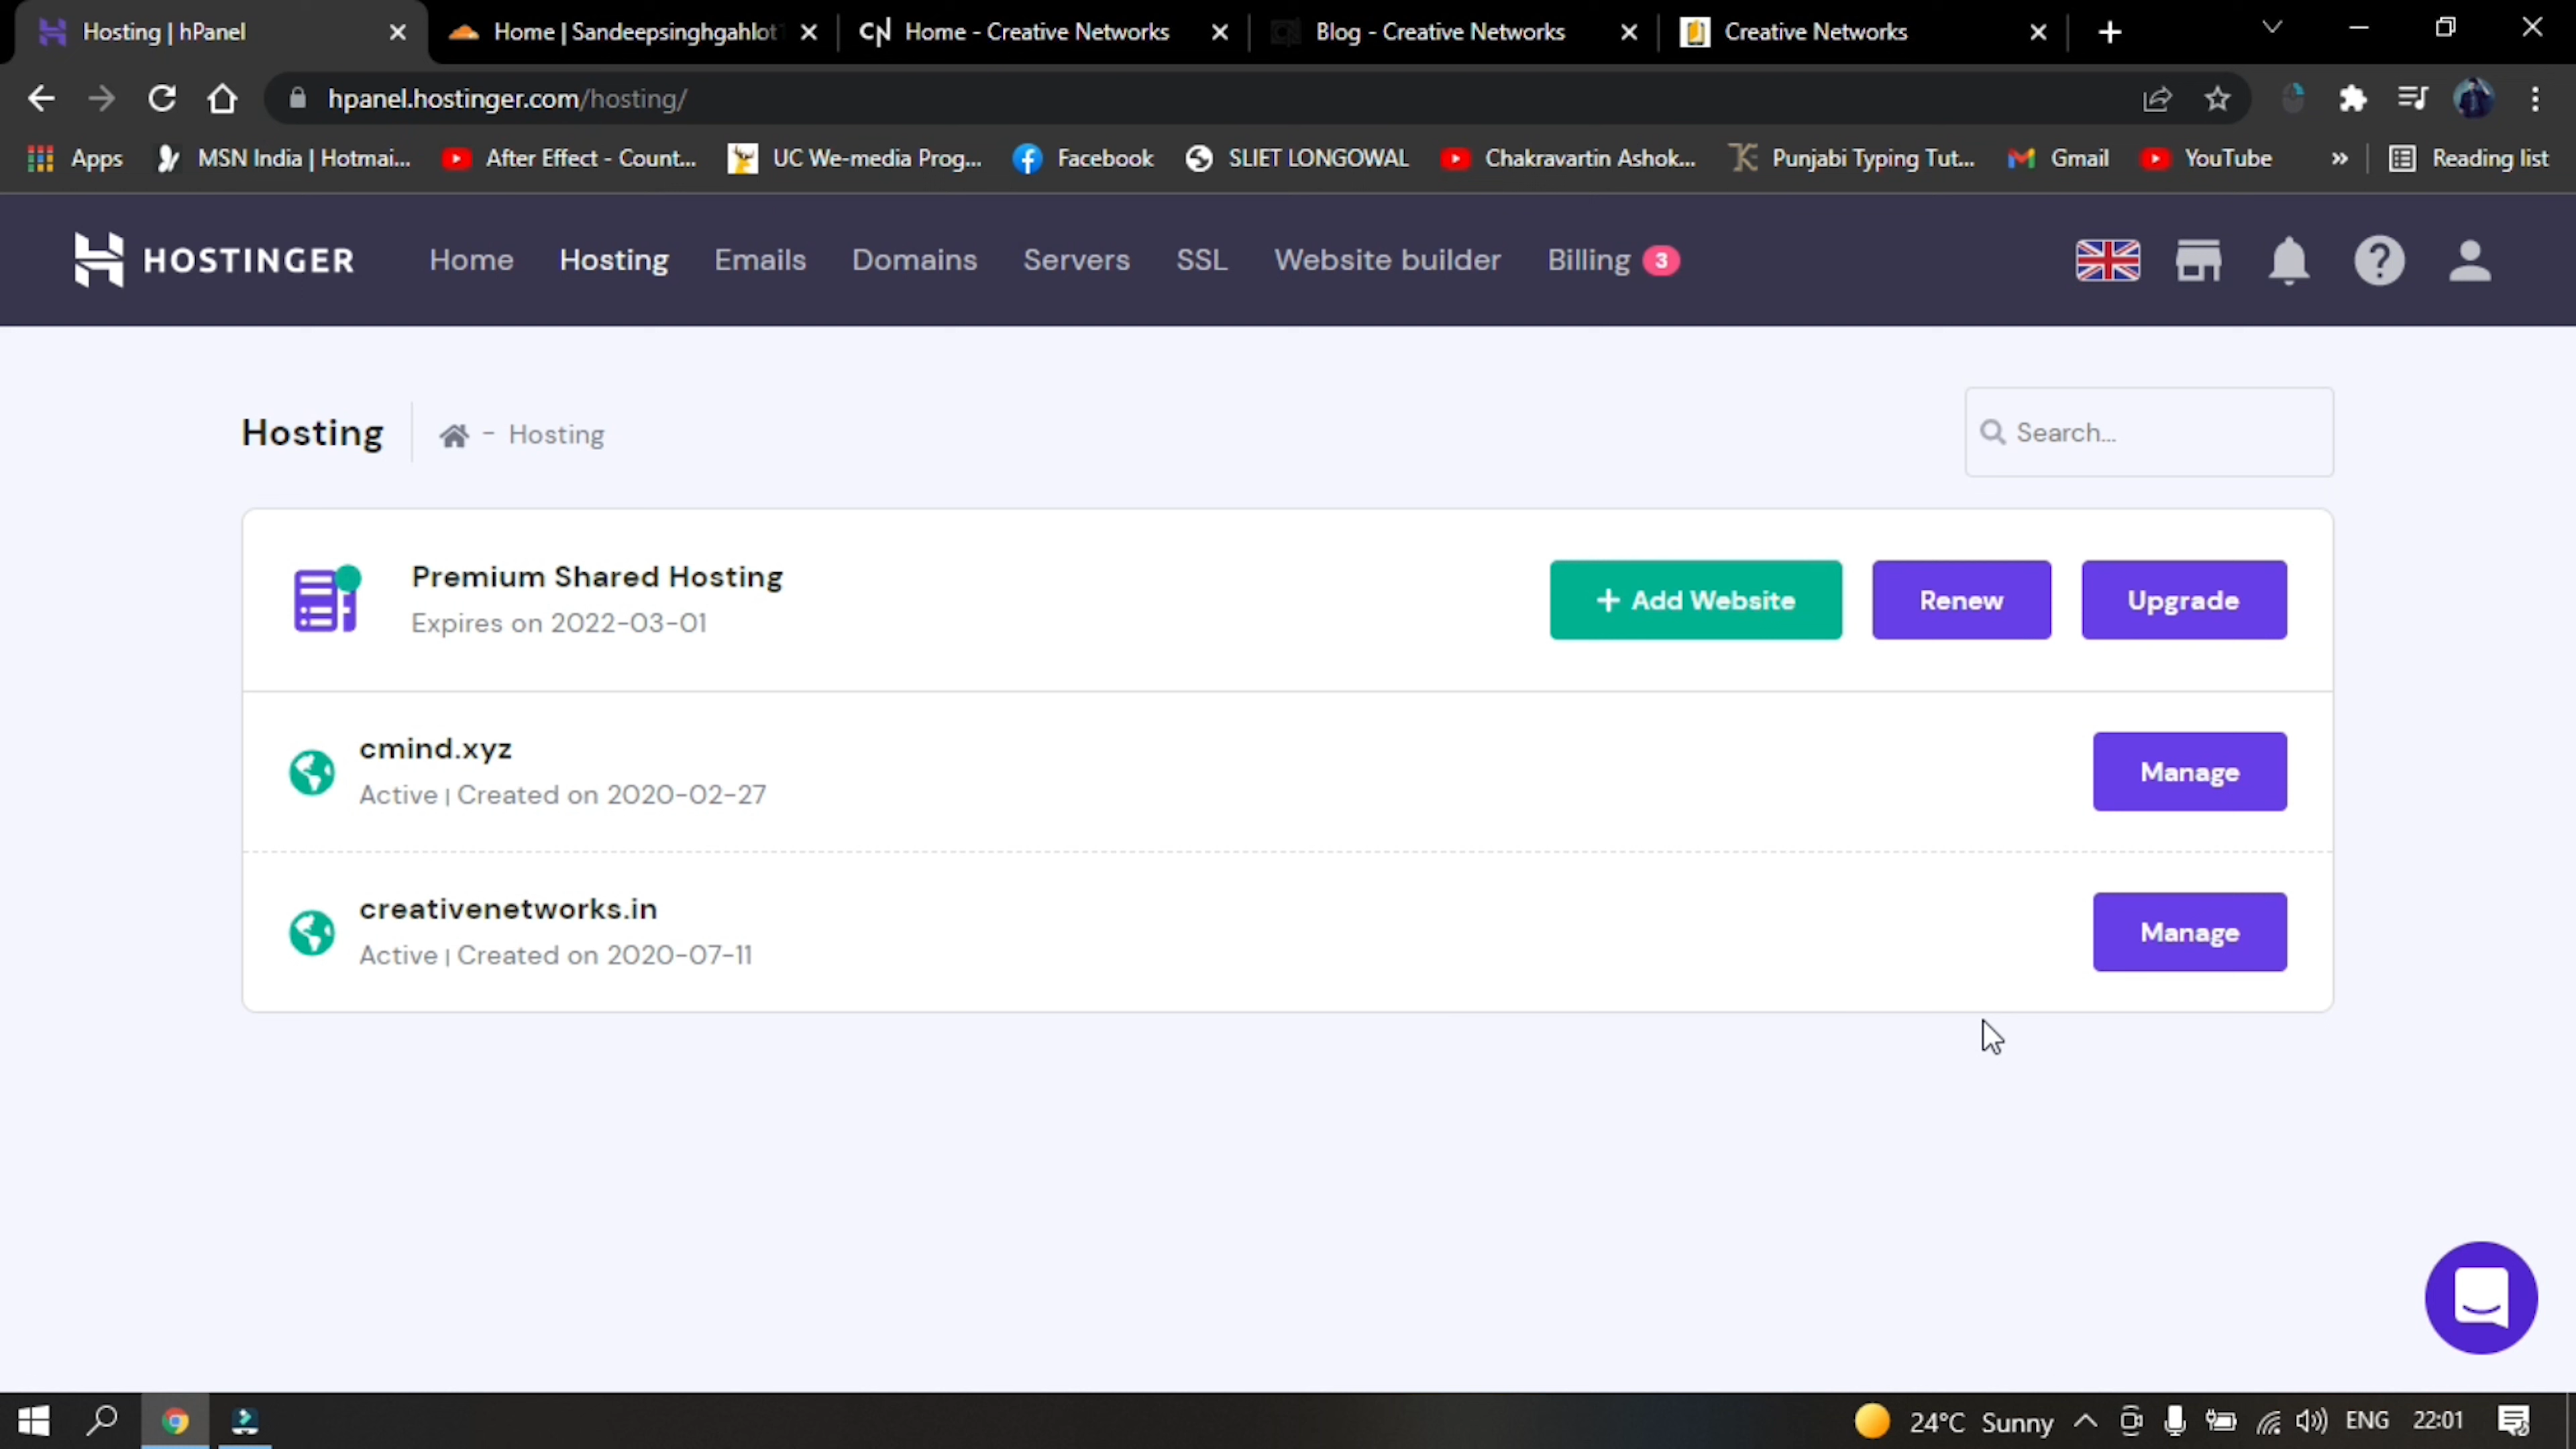 Hosting | hPanel
Home | Sandeepsinghgahlot
Home - Creative Networks
Blog - Creative Networks
Creative Networks
hpanel.hostinger.com/hosting/
Apps
MSN India | Hotmai...
After Effect - Count...
UC We-media Prog...
Facebook
SLIET LONGOWAL
Chakravartin Ashok...
Punjabi Typing Tut...
Gmail
YouTube
»
Reading list
HOSTINGER
Home
Hosting
Emails
Domains
Servers
SSL
Website builder
Billing 3
Hosting
- Hosting
Search...
Premium Shared Hosting
Expires on 2022-03-01
+ Add Website
Renew
Upgrade
cmind.xyz
Active | Created on 2020-02-27
Manage
creativenetworks.in
Active | Created on 2020-07-11
Manage
24°C Sunny
ENG
22:01